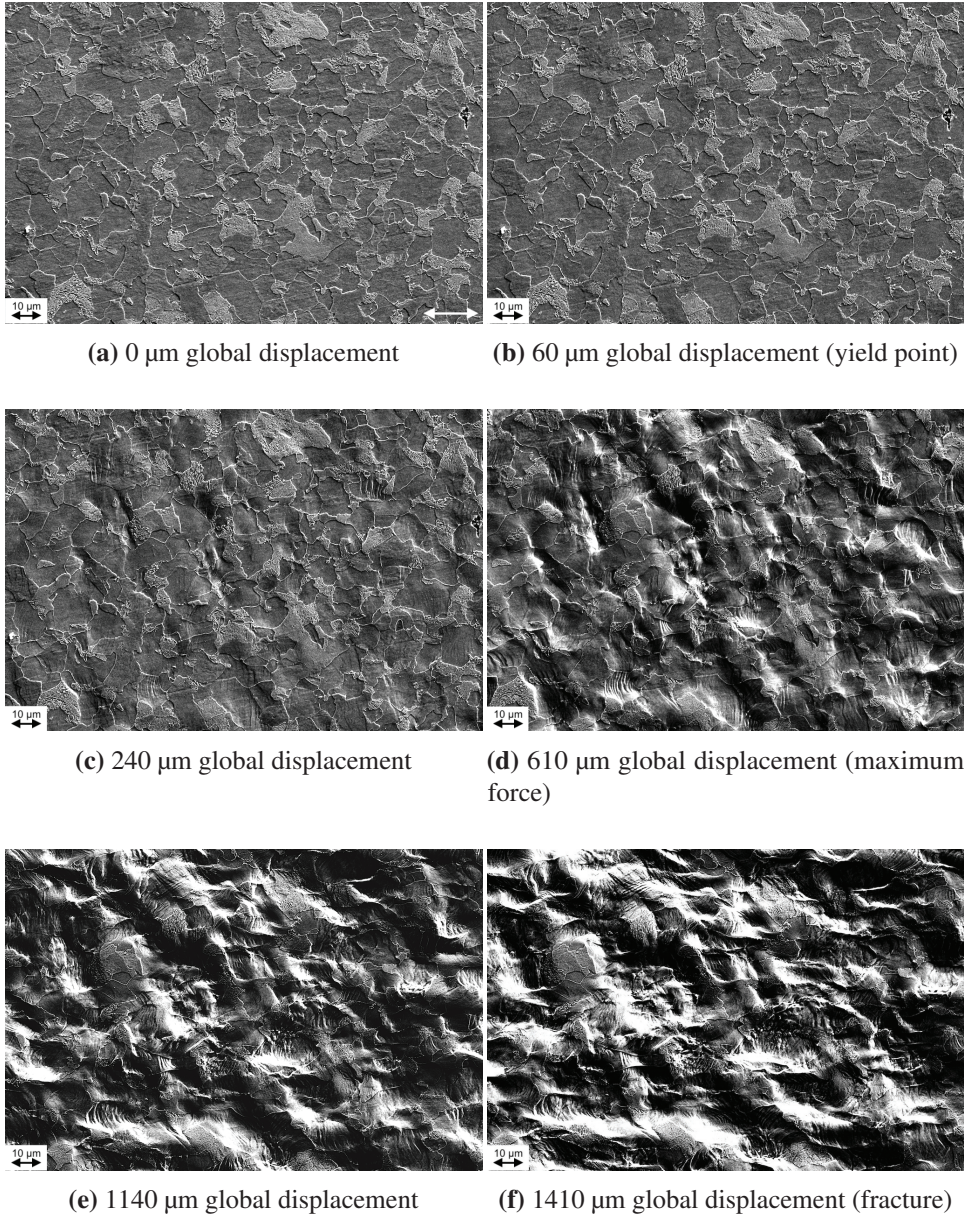 10 µm
10 µm
(a) 0 µm global displacement
(b) 60 µm global displacement (yield point)
10 µm
10 µm
(c) 240 µm global displacement
(d) 610 µm global displacement (maximum
force)
10 µm
10 µm
(e) 1140 µm global displacement
(f) 1410 µm global displacement (fracture)